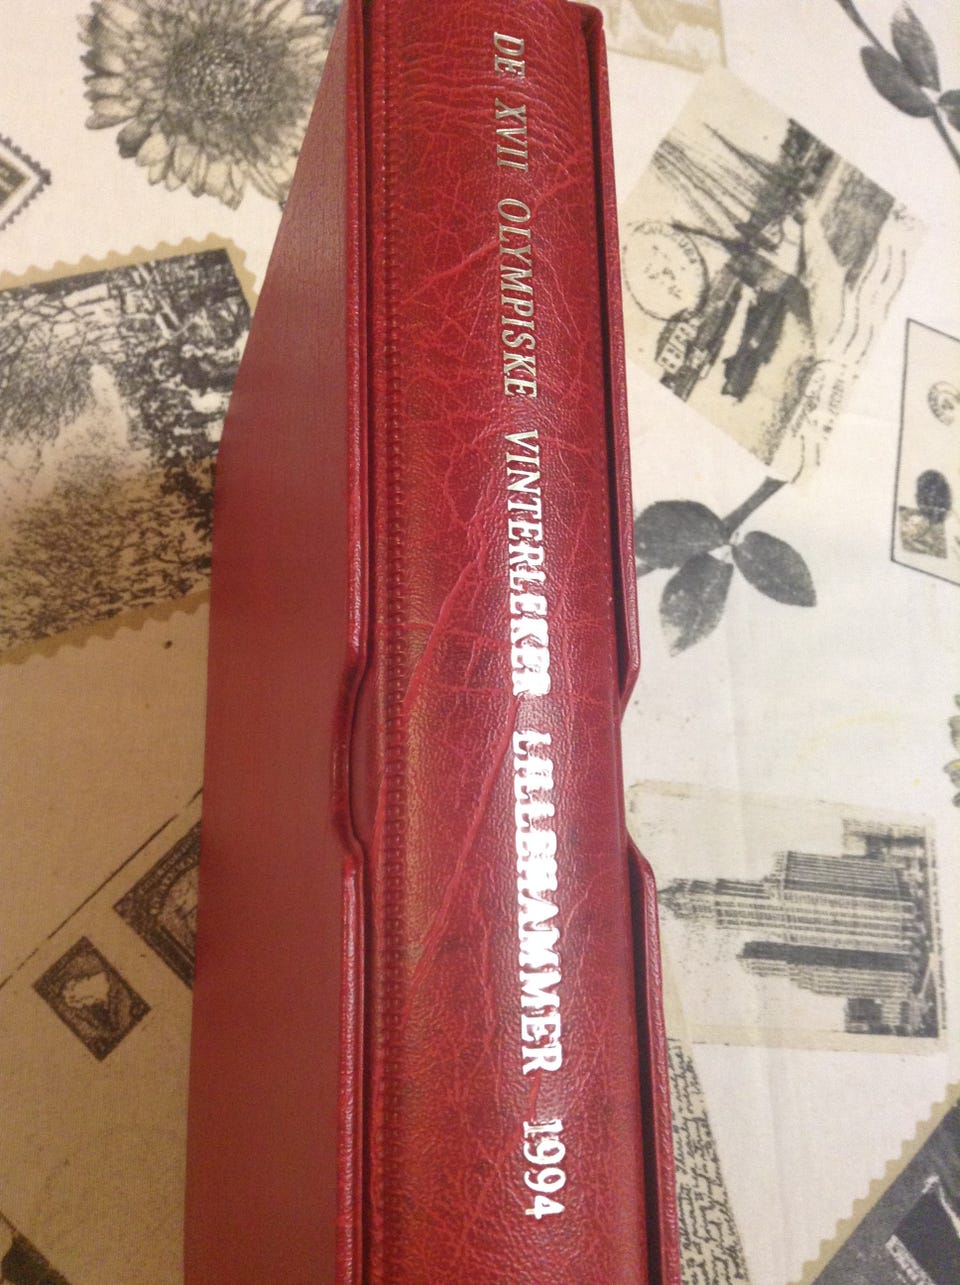 DE XVII OLYMPISKE VINTERLEKER LILLEHAMMER 1994